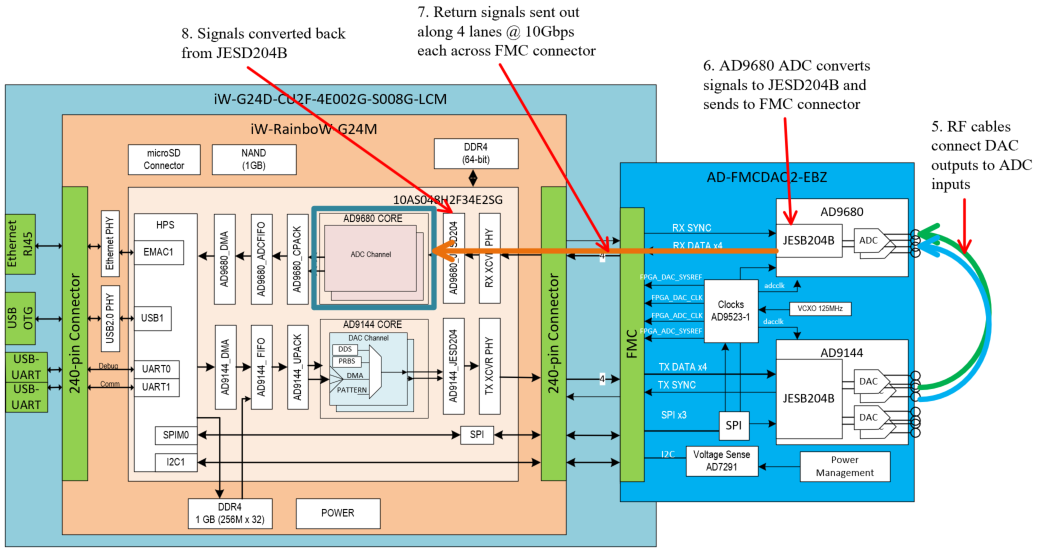 7. Return signals sent out
along 4 lanes @ 10Gbps
each across FMC connector
8. Signals converted back
from JESD204B
6. AD9680 ADC converts
signals to JESD204B and
sends to FMC connector
5. RF cables
connect DAC
outputs to ADC
inputs
iW-G24D-CU2F-4E002G-S008G-LCM
iW-RainboW-G24M
microSD
Connector
NAND
(1GB)
DDR4
(64-bit)
10AS048H2F34E2SG
AD-FMCDAC2-EBZ
Ethernet
RJ45
USB
OTG
USB-
UART
USB-
UART
240-pin Connector
Ethernet PHY
USB2.0 PHY
Debug
Comm
HPS
EMAC1
USB1
UART0
UART1
SPIM0
I2C1
AD9680_DMA
AD9680_ADCFIFO
AD9680_CPACK
AD9680 CORE
ADC Channel
AD9680_JESD204
RX XCVR PHY
AD9144_DMA
AD9144_ FIFO
AD9144_UPACK
AD9144 CORE
DAC Channel
DDS
PRBS
DMA
PATTERN
AD9144_JESD204
TX XCVR PHY
SPI
DDR4
1 GB (256M x 32)
POWER
240-pin Connector
4
4
FMC
RX SYNC
RX DATA x4
FPGA_DAC_SYSREF
FPGA_DAC_CLK
FPGA_ADC_CLK
FPGA_ADC_SYSREF
TX DATA x4
TX SYNC
SPI x3
I2C
Clocks
AD9523-1
adcclk
dacclk
VCXO 125MHz
AD9680
JESB204B
ADC
AD9144
JESB204B
DAC
DAC
SPI
Voltage Sense
AD7291
Power
Management